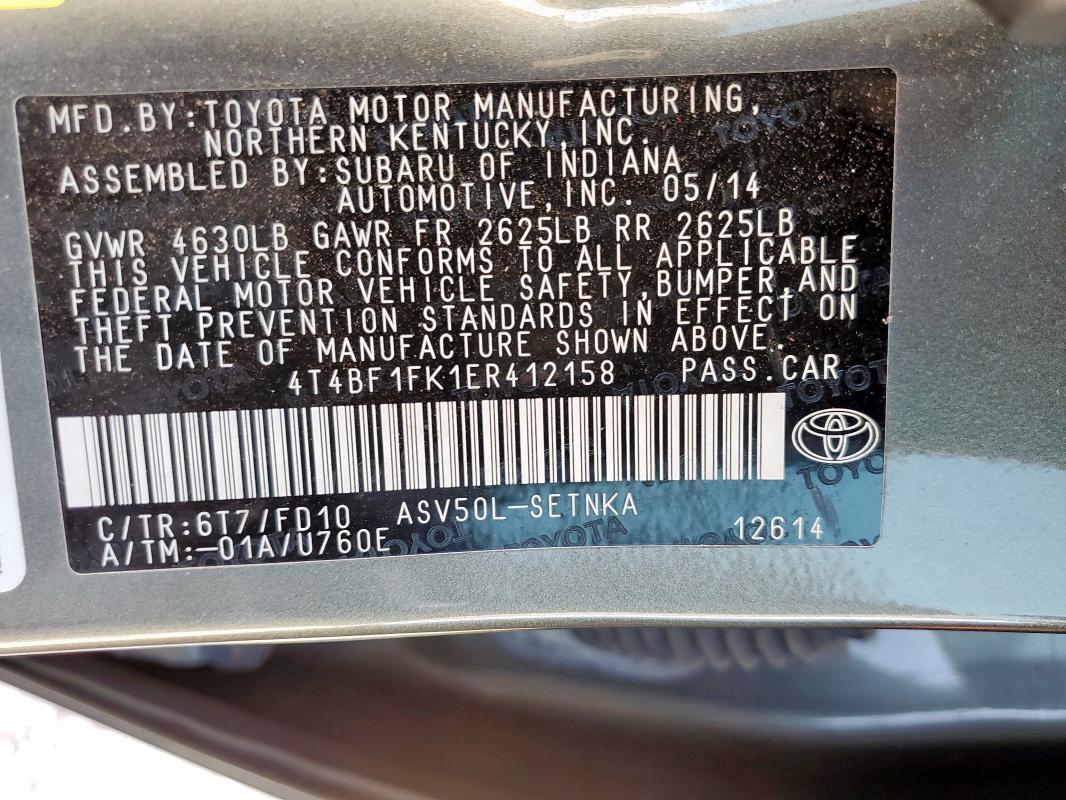 MFD.BY:TOYOTA MOTOR MANUFACTURING,
NORTHERN KENTUCKY,INC.
ASSEMBLED BY:SUBARU OF INDIANA
AUTOMOTIVE,INC. 05/14
GVWR 4630LB GAWR FR 2625LB RR 2625LB
THIS VEHICLE CONFORMS TO ALL APPLICABLE
FEDERAL MOTOR VEHICLE SAFETY,BUMPER,AND
THEFT PREVENTION STANDARDS IN EFFECT ON
THE DATE OF MANUFACTURE SHOWN ABOVE.
4T4BF1FK1ER412158 PASS.CAR
C/TR:6T7/FD10 ASV50L-SETNKA
A/TM:-01A/U760E 12614